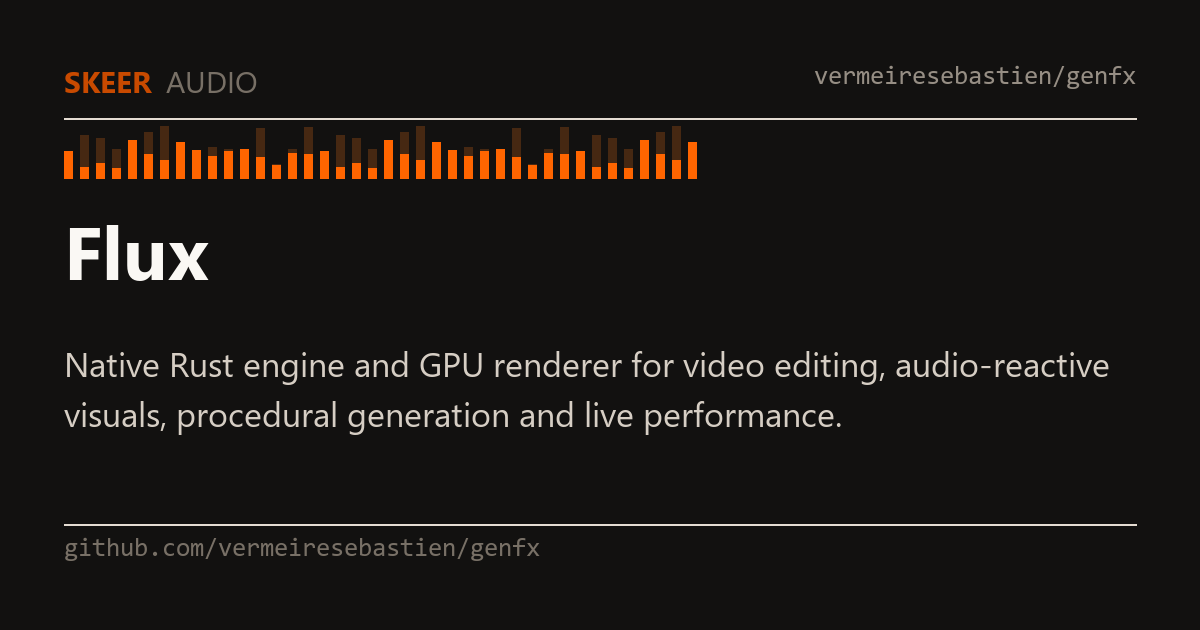 SKEER AUDIO
vermeiresebastien/genfx
Flux
Native Rust engine and GPU renderer for video editing, audio-reactive
visuals, procedural generation and live performance.
github.com/vermeiresebastien/genfx